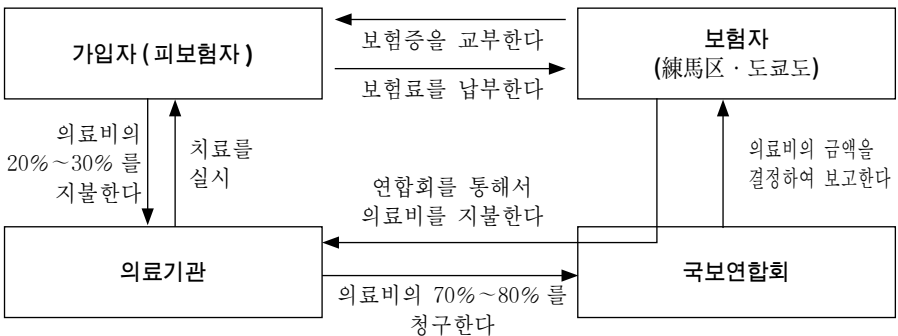 가입자 ( 피보험자 )
보험증을 교부한다
보험료를 납부한다
보험자
(練馬区 · 도쿄도)
의료비의
20%～30% 를
지불한다
치료를
실시
연합회를 통해서
의료비를 지불한다
의료비의 금액을
결정하여 보고한다
의료기관
의료비의 70%～80% 를
청구한다
국보연합회